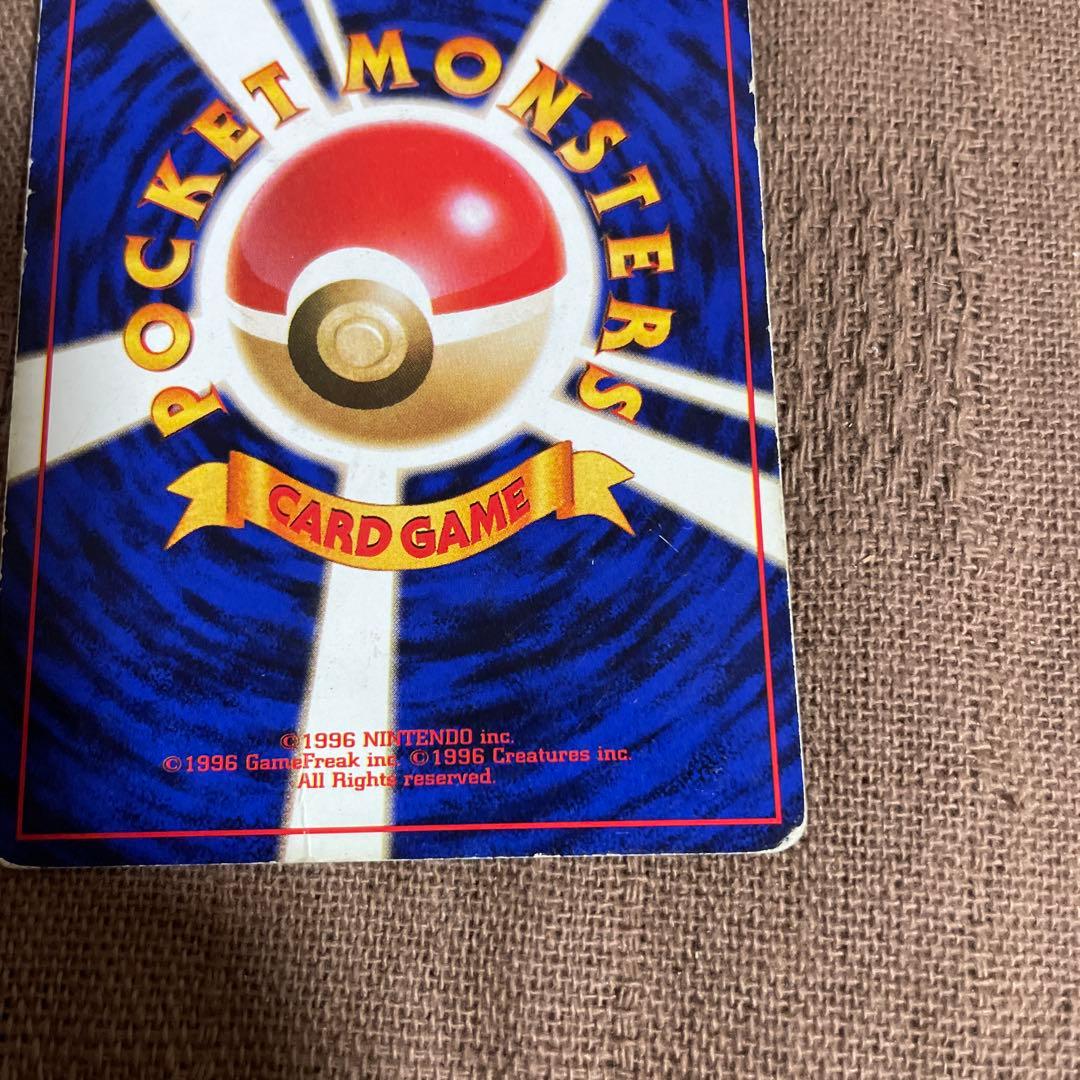 POCKET MONSTERS
CARD GAME
©1996 NINTENDO inc.
©1996 GameFreak inc. ©1996 Creatures inc.
All Rights reserved.